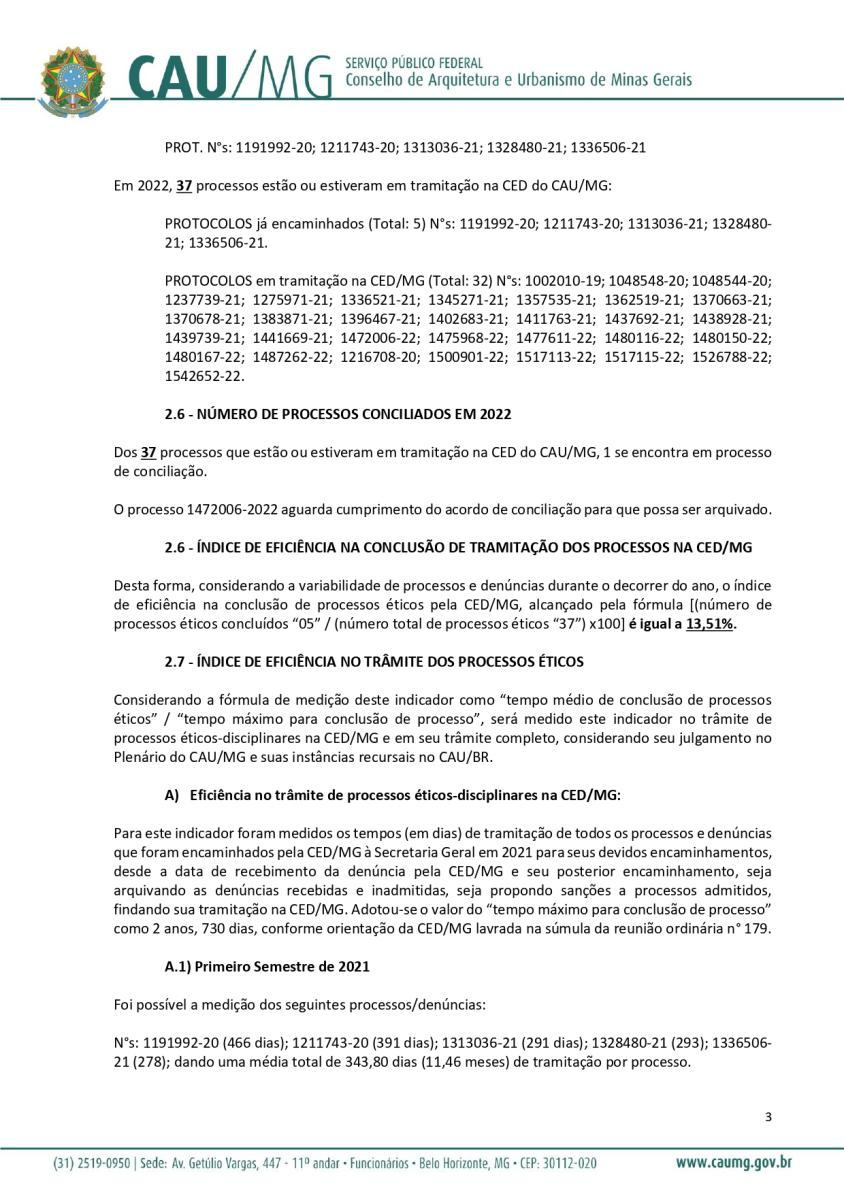 CAU/MG
SERVIÇO PÚBLICO FEDERAL
Conselho de Arquitetura e Urbanismo de Minas Gerais
PROT. N°s: 1191992-20; 1211743-20; 1313036-21; 1328480-21; 1336506-21
Em 2022, 37 processos estão ou estiveram em tramitação na CED do CAU/MG:
PROTOCOLOS já encaminhados (Total: 5) N°s: 1191992-20; 1211743-20; 1313036-21; 1328480-
21; 1336506-21.
PROTOCOLOS em tramitação na CED/MG (Total: 32) N°s: 1002010-19; 1048548-20; 1048544-20;
1237739-21; 1275971-21; 1336521-21; 1345271-21; 1357535-21; 1362519-21; 1370663-21;
1370678-21; 1383871-21; 1396467-21; 1402683-21; 1411763-21; 1437692-21; 1438928-21;
1439739-21; 1441669-21; 1472006-22; 1475968-22; 1477611-22; 1480116-22; 1480150-22;
1480167-22; 1487262-22; 1216708-20; 1500901-22; 1517113-22; 1517115-22; 1526788-22;
1542652-22.
2.6 - NÚMERO DE PROCESSOS CONCILIADOS EM 2022
Dos 37 processos que estão ou estiveram em tramitação na CED do CAU/MG, 1 se encontra em processo
de conciliação.
O processo 1472006-2022 aguarda cumprimento do acordo de conciliação para que possa ser arquivado.
2.6 - ÍNDICE DE EFICIÊNCIA NA CONCLUSÃO DE TRAMITAÇÃO DOS PROCESSOS NA CED/MG
Desta forma, considerando a variabilidade de processos e denúncias durante o decorrer do ano, o índice
de eficiência na conclusão de processos éticos pela CED/MG, alcançado pela fórmula [(número de
processos éticos concluídos “05” / (número total de processos éticos “37”) x100] é igual a 13,51%.
2.7 - ÍNDICE DE EFICIÊNCIA NO TRÂMITE DOS PROCESSOS ÉTICOS
Considerando a fórmula de medição deste indicador como “tempo médio de conclusão de processos
éticos” / “tempo máximo para conclusão de processo”, será medido este indicador no trâmite de
processos éticos-disciplinares na CED/MG e em seu trâmite completo, considerando seu julgamento no
Plenário do CAU/MG e suas instâncias recursais no CAU/BR.
A) Eficiência no trâmite de processos éticos-disciplinares na CED/MG:
Para este indicador foram medidos os tempos (em dias) de tramitação de todos os processos e denúncias
que foram encaminhados pela CED/MG à Secretaria Geral em 2021 para seus devidos encaminhamentos,
desde a data de recebimento da denúncia pela CED/MG e seu posterior encaminhamento, seja
arquivando as denúncias recebidas e inadmitidas, seja propondo sanções a processos admitidos,
findando sua tramitação na CED/MG. Adotou-se o valor do “tempo máximo para conclusão de processo”
como 2 anos, 730 dias, conforme orientação da CED/MG lavrada na súmula da reunião ordinária n° 179.
A.1) Primeiro Semestre de 2021
Foi possível a medição dos seguintes processos/denúncias:
N°s: 1191992-20 (466 dias); 1211743-20 (391 dias); 1313036-21 (291 dias); 1328480-21 (293); 1336506-
21 (278); dando uma média total de 343,80 dias (11,46 meses) de tramitação por processo.
3
(31) 2519-0950 | Sede: Av. Getúlio Vargas, 447 - 11º andar • Funcionários • Belo Horizonte, MG • CEP: 30112-020
www.caumg.gov.br